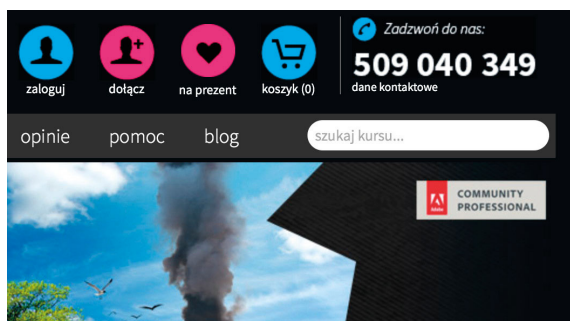 zaloguj
dołącz
na prezent
koszyk (0)
Zadzwoń do nas:
509 040 349
dane kontaktowe
opinie
pomoc
blog
szukaj kursu...
Adobe
COMMUNITY
PROFESSIONAL